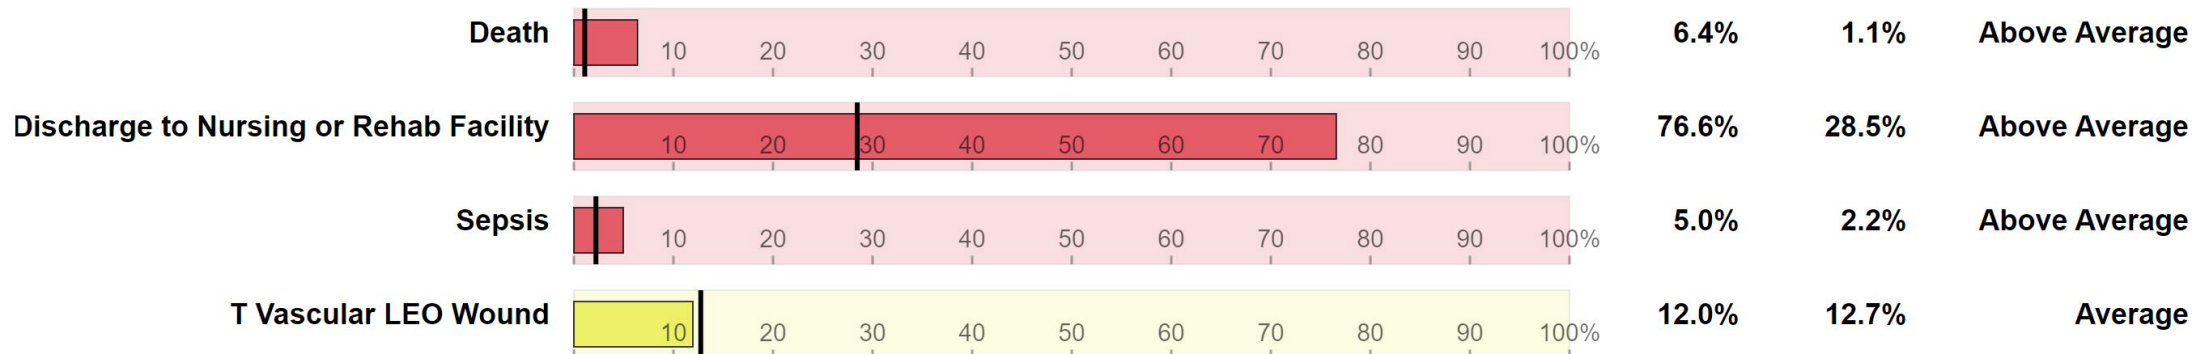 Death 10 20 30 40 50 60 70 80 90 100% 6.4% 1.1% Above Average
Discharge to Nursing or Rehab Facility 10 20 30 40 50 60 70 80 90 100% 76.6% 28.5% Above Average
Sepsis 10 20 30 40 50 60 70 80 90 100% 5.0% 2.2% Above Average
T Vascular LEO Wound 10 20 30 40 50 60 70 80 90 100% 12.0% 12.7% Average